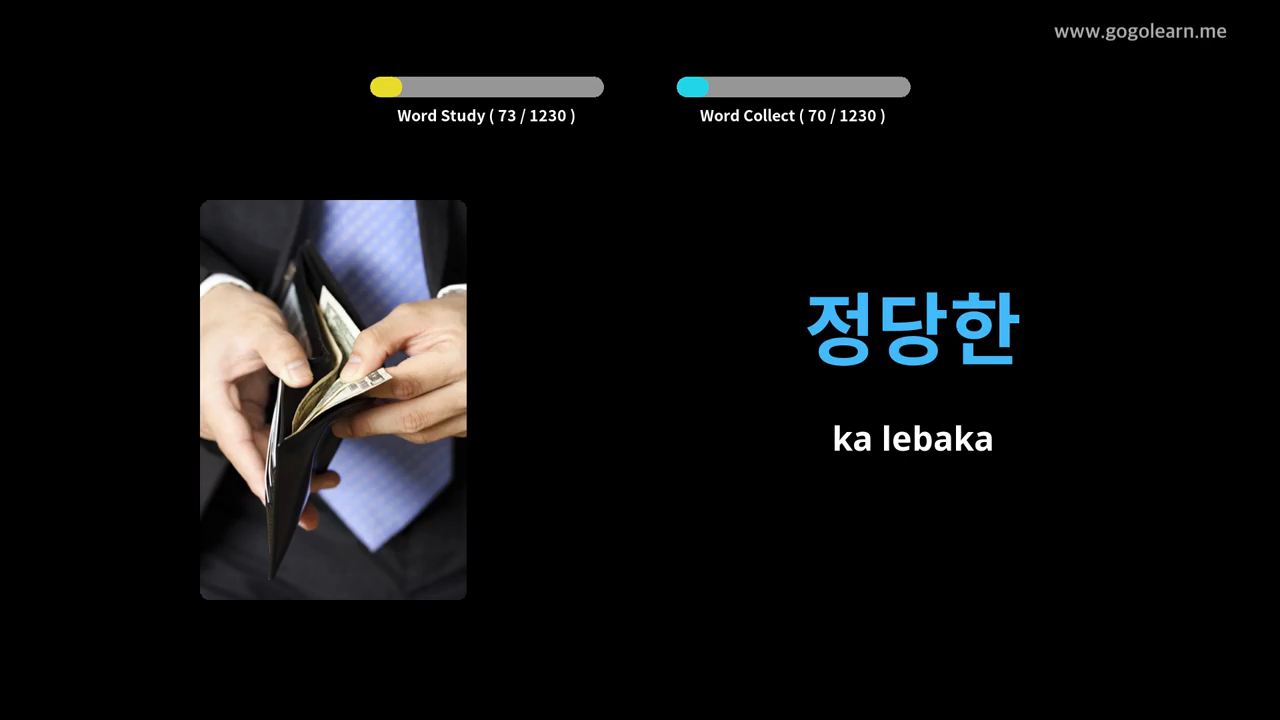 www.gogolearn.me
Word Study ( 73 / 1230 )
Word Collect ( 70 / 1230 )
정당한
ka lebaka